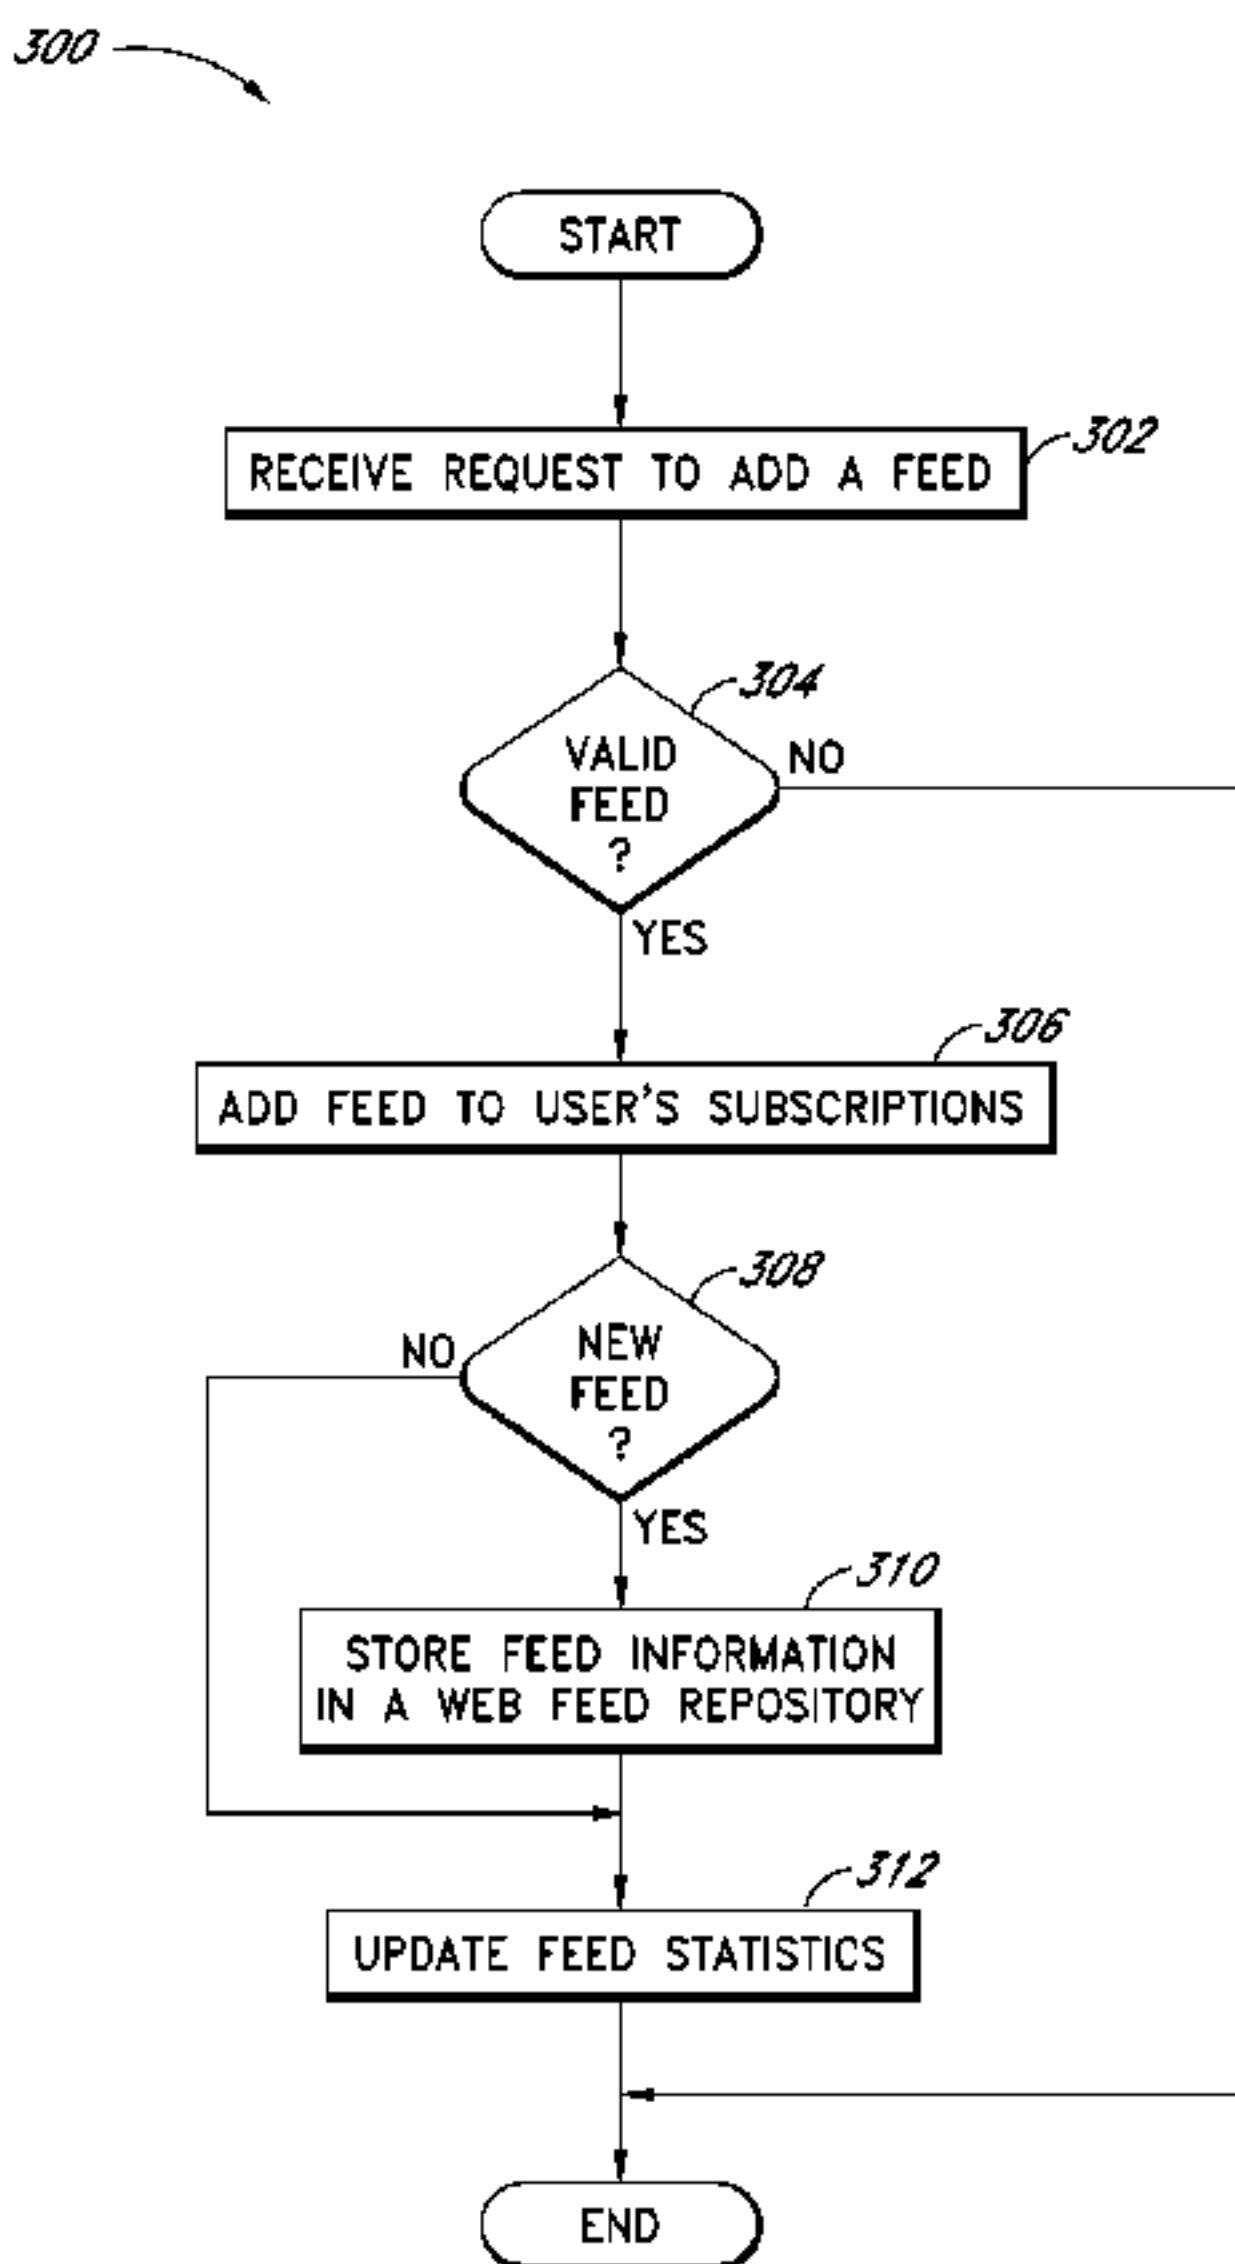 300
START
RECEIVE REQUEST TO ADD A FEED
302
304
VALID
FEED
?
NO
YES
306
ADD FEED TO USER'S SUBSCRIPTIONS
308
NO
NEW
FEED
?
YES
310
STORE FEED INFORMATION
IN A WEB FEED REPOSITORY
312
UPDATE FEED STATISTICS
END